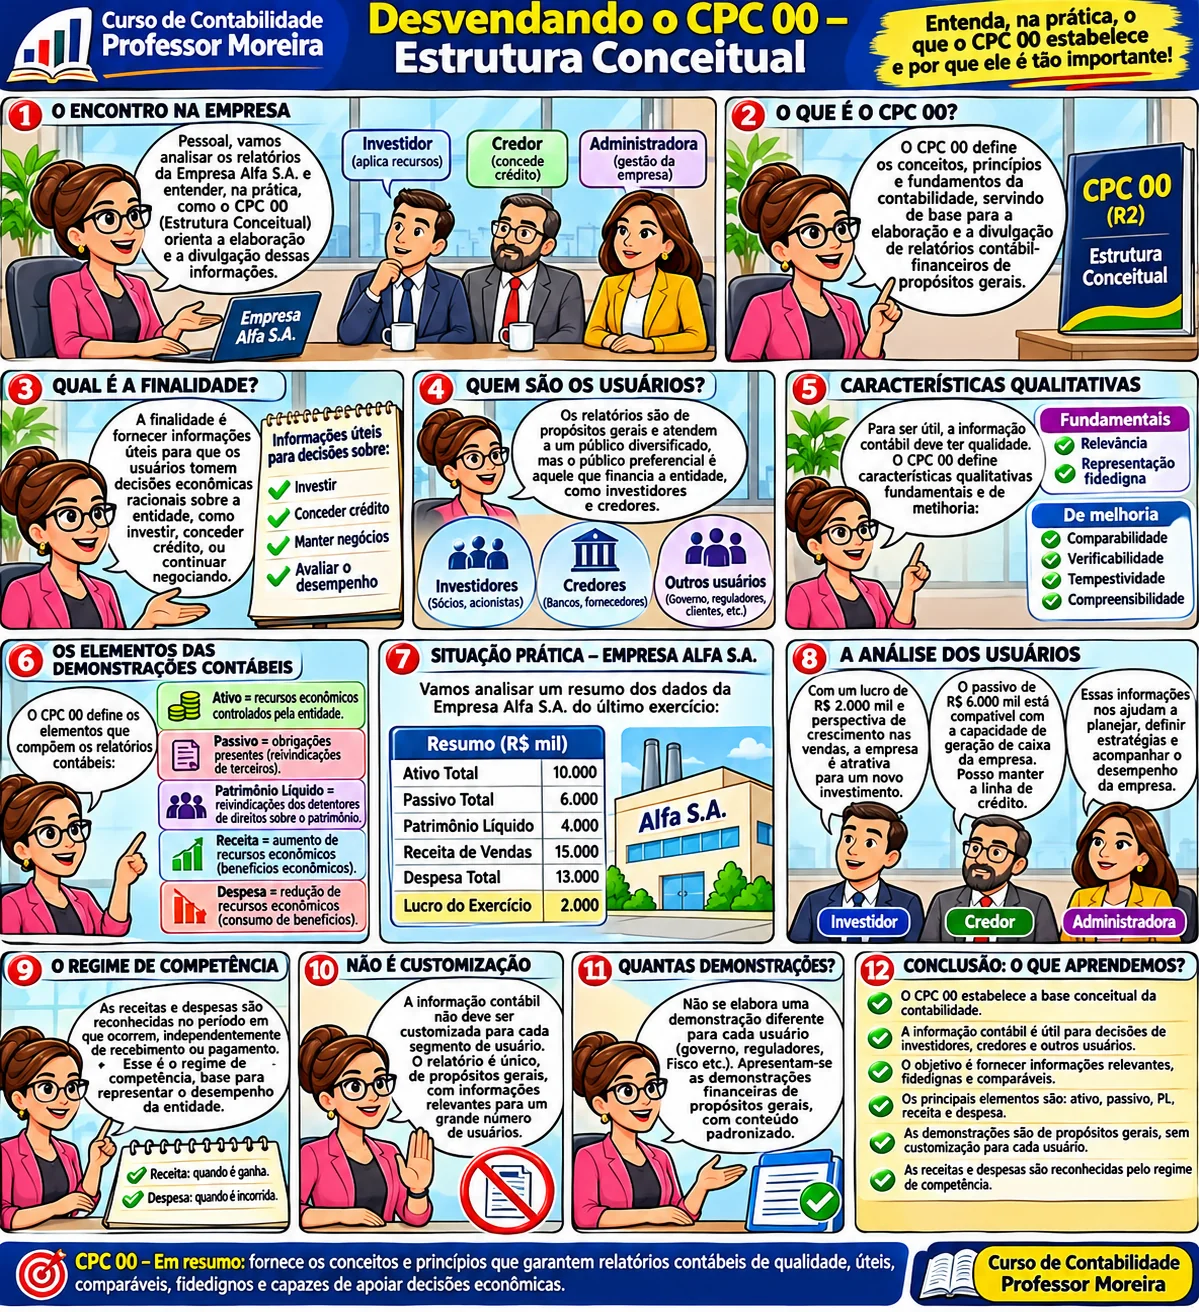 Curso de Contabilidade
Professor Moreira
Desvendando o CPC 00 –
Estrutura Conceitual
Entenda, na prática, o
que o CPC 00 estabelece
e por que ele é tão importante!
1 O ENCONTRO NA EMPRESA
Pessoal, vamos
analisar os relatórios
da Empresa Alfa S.A. e
entender, na prática,
como o CPC 00
(Estrutura Conceitual)
orienta a elaboração
e a divulgação dessas
informações.
Investidor
(aplica recursos)
Credor
(concede
crédito)
Administradora
(gestão da
empresa)
Empresa
Alfa S.A.
2 O QUE É O CPC 00?
O CPC 00 define
os conceitos, princípios
e fundamentos da
contabilidade, servindo
de base para a
elaboração e a divulgação
de relatórios contábil-
financeiros de
propósitos gerais.
CPC 00
(R2)
Estrutura
Conceitual
3 QUAL É A FINALIDADE?
A finalidade é
fornecer informações
úteis para que os
usuários tomem
decisões econômicas
racionais sobre a
entidade, como
investir, conceder
crédito, ou
continuar
negociando.
Informações úteis
para decisões sobre:
Investir
Conceder crédito
Manter negócios
Avaliar o
desempenho
4 QUEM SÃO OS USUÁRIOS?
Os relatórios são de
propósitos gerais e atendem
a um público diversificado,
mas o público preferencial é
aquele que financia a entidade,
como investidores
e credores.
Investidores
(Sócios, acionistas)
Credores
(Bancos, fornecedores)
Outros usuários
(Governo, reguladores,
clientes, etc.)
5 CARACTERÍSTICAS QUALITATIVAS
Para ser útil, a informação
contábil deve ter qualidade.
O CPC 00 define
características qualitativas
fundamentais e de
metihoria:
Fundamentais
Relevância
Representação
fidedigna
De melhoria
Comparabilidade
Verificabilidade
Tempestividade
Compreensibilidade
6 OS ELEMENTOS DAS
DEMONSTRAÇÕES CONTÁBEIS
O CPC 00 define os
elementos que
compõem os relatórios
contábeis:
Ativo = recursos econômicos
controlados pela entidade.
Passivo = obrigações
presentes (reivindicações
de terceiros).
Patrimônio Líquido =
reivindicações dos detentores
de direitos sobre o patrimônio.
Receita = aumento de
recursos econômicos
(benefícios econômicos).
Despesa = redução de
recursos econômicos
(consumo de benefícios).
7 SITUAÇÃO PRÁTICA – EMPRESA ALFA S.A.
Vamos analisar um resumo dos dados da
Empresa Alfa S.A. do último exercício:
Resumo (R$ mil)
Ativo Total 10.000
Passivo Total 6.000
Patrimônio Líquido 4.000
Receita de Vendas 15.000
Despesa Total 13.000
Lucro do Exercício 2.000
Alfa S.A.
8 A ANÁLISE DOS USUÁRIOS
Com um lucro de
R$ 2.000 mil e
perspectiva de
crescimento nas
vendas, a empresa
é atrativa
para um novo
investimento.
O passivo de
R$ 6.000 mil está
compatível com
a capacidade de
geração de caixa
da empresa.
Posso manter
a linha de
crédito.
Essas informações
nos ajudam a
planejar, definir
estratégias e
acompanhar o
desempenho
da empresa.
Investidor
Credor
Administradora
9 O REGIME DE COMPETÊNCIA
As receitas e despesas são
reconhecidas no período em
que ocorrem, independentemente
de recebimento ou pagamento.
Esse é o regime de
competência, base para
representar o desempenho
da entidade.
Receita: quando é ganha.
Despesa: quando é incorrida.
10 NÃO É CUSTOMIZAÇÃO
A informação contábil
não deve ser
customizada para cada
segmento de usuário.
O relatório é único,
de propósitos gerais,
com informações
relevantes para um
grande número
de usuários.
11 QUANTAS DEMONSTRAÇÕES?
Não se elabora uma
demonstração diferente
para cada usuário
(governo, reguladores,
Fisco etc.). Apresentam-se
as demonstrações
financeiras de
propósitos gerais,
com conteúdo
padronizado.
12 CONCLUSÃO: O QUE APRENDEMOS?
O CPC 00 estabelece a base conceitual da
contabilidade.
A informação contábil é útil para decisões de
investidores, credores e outros usuários.
O objetivo é fornecer informações relevantes,
fidedignas e comparáveis.
Os principais elementos são: ativo, passivo, PL,
receita e despesa.
As demonstrações são de propósitos gerais, sem
customização para cada usuário.
As receitas e despesas são reconhecidas pelo regime
de competência.
CPC 00 – Em resumo: fornece os conceitos e princípios que garantem relatórios contábeis de qualidade, úteis,
comparáveis, fidedignos e capazes de apoiar decisões econômicas.
Curso de Contabilidade
Professor Moreira